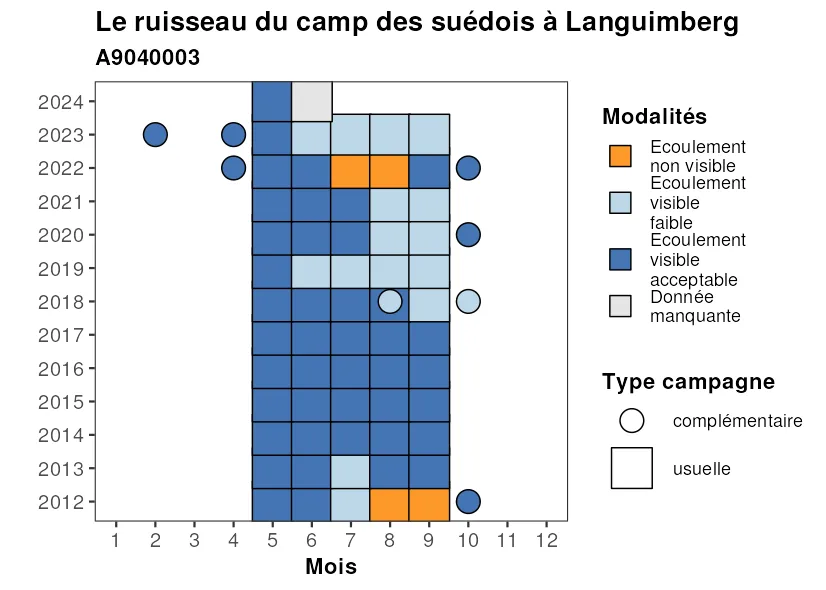 Le ruisseau du camp des suédois à Languimberg
A9040003
2024
2023
2022
2021
2020
2019
2018
2017
2016
2015
2014
2013
2012
1 2 3 4 5 6 7 8 9 10 11 12
Mois
Modalités
Ecoulement
non visible
Ecoulement
visible
faible
Ecoulement
visible
acceptable
Donnée
manquante
Type campagne
complémentaire
usuelle